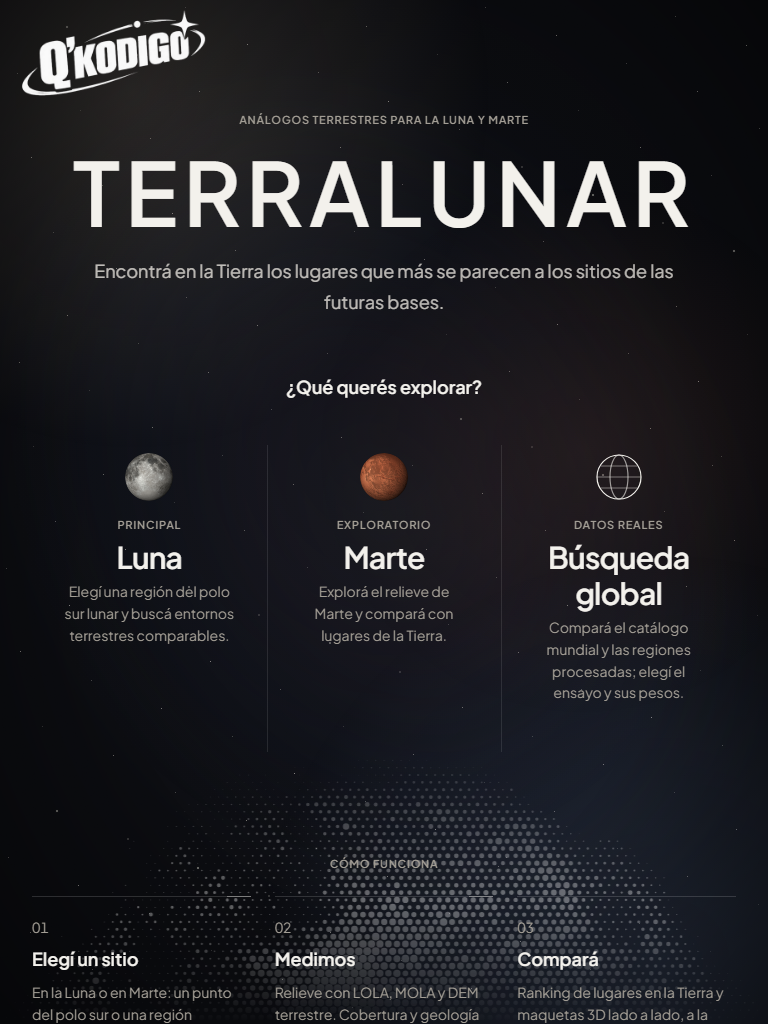 Q'KODIGO
ANÁLOGOS TERRESTRES PARA LA LUNA Y MARTE
TERRALUNAR
Encontrá en la Tierra los lugares que más se parecen a los sitios de las
futuras bases.
¿Qué querés explorar?
PRINCIPAL
Luna
Elegí una región del polo
sur lunar y buscá entornos
terrestres comparables.
EXPLORATORIO
Marte
Explorá el relieve de
Marte y compará con
lugares de la Tierra.
DATOS REALES
Búsqueda
global
Compará el catálogo
mundial y las regiones
procesadas; elegí el
ensayo y sus pesos.
CÓMO FUNCIONA
01
Elegí un sitio
En la Luna o en Marte: un punto
del polo sur o una región
02
Medimos
Relieve con LOLA, MOLA y DEM
terrestre. Cobertura y geología
03
Compará
Ranking de lugares en la Tierra y
maquetas 3D lado a lado, a la